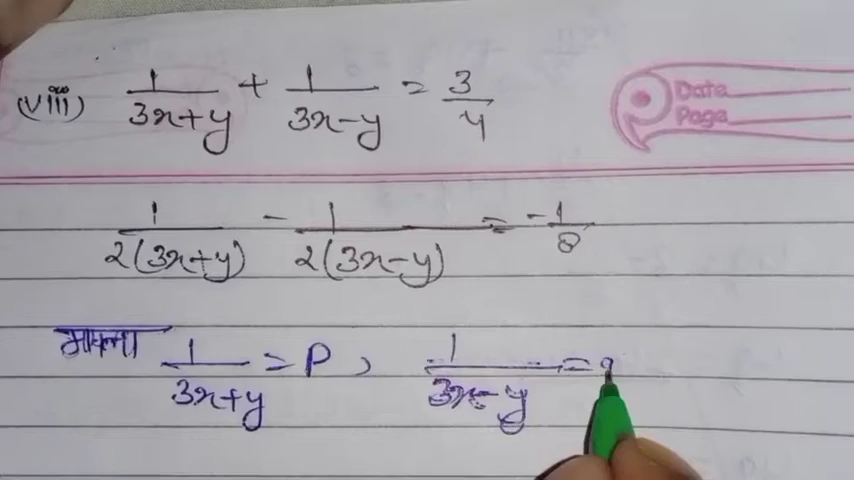 Date
Page
(viii) 1/(3x+y) + 1/(3x-y) = 3/4
1/(2(3x+y)) - 1/(2(3x-y)) = -1/8
माना 1/(3x+y) = P, 1/(3x-y) =